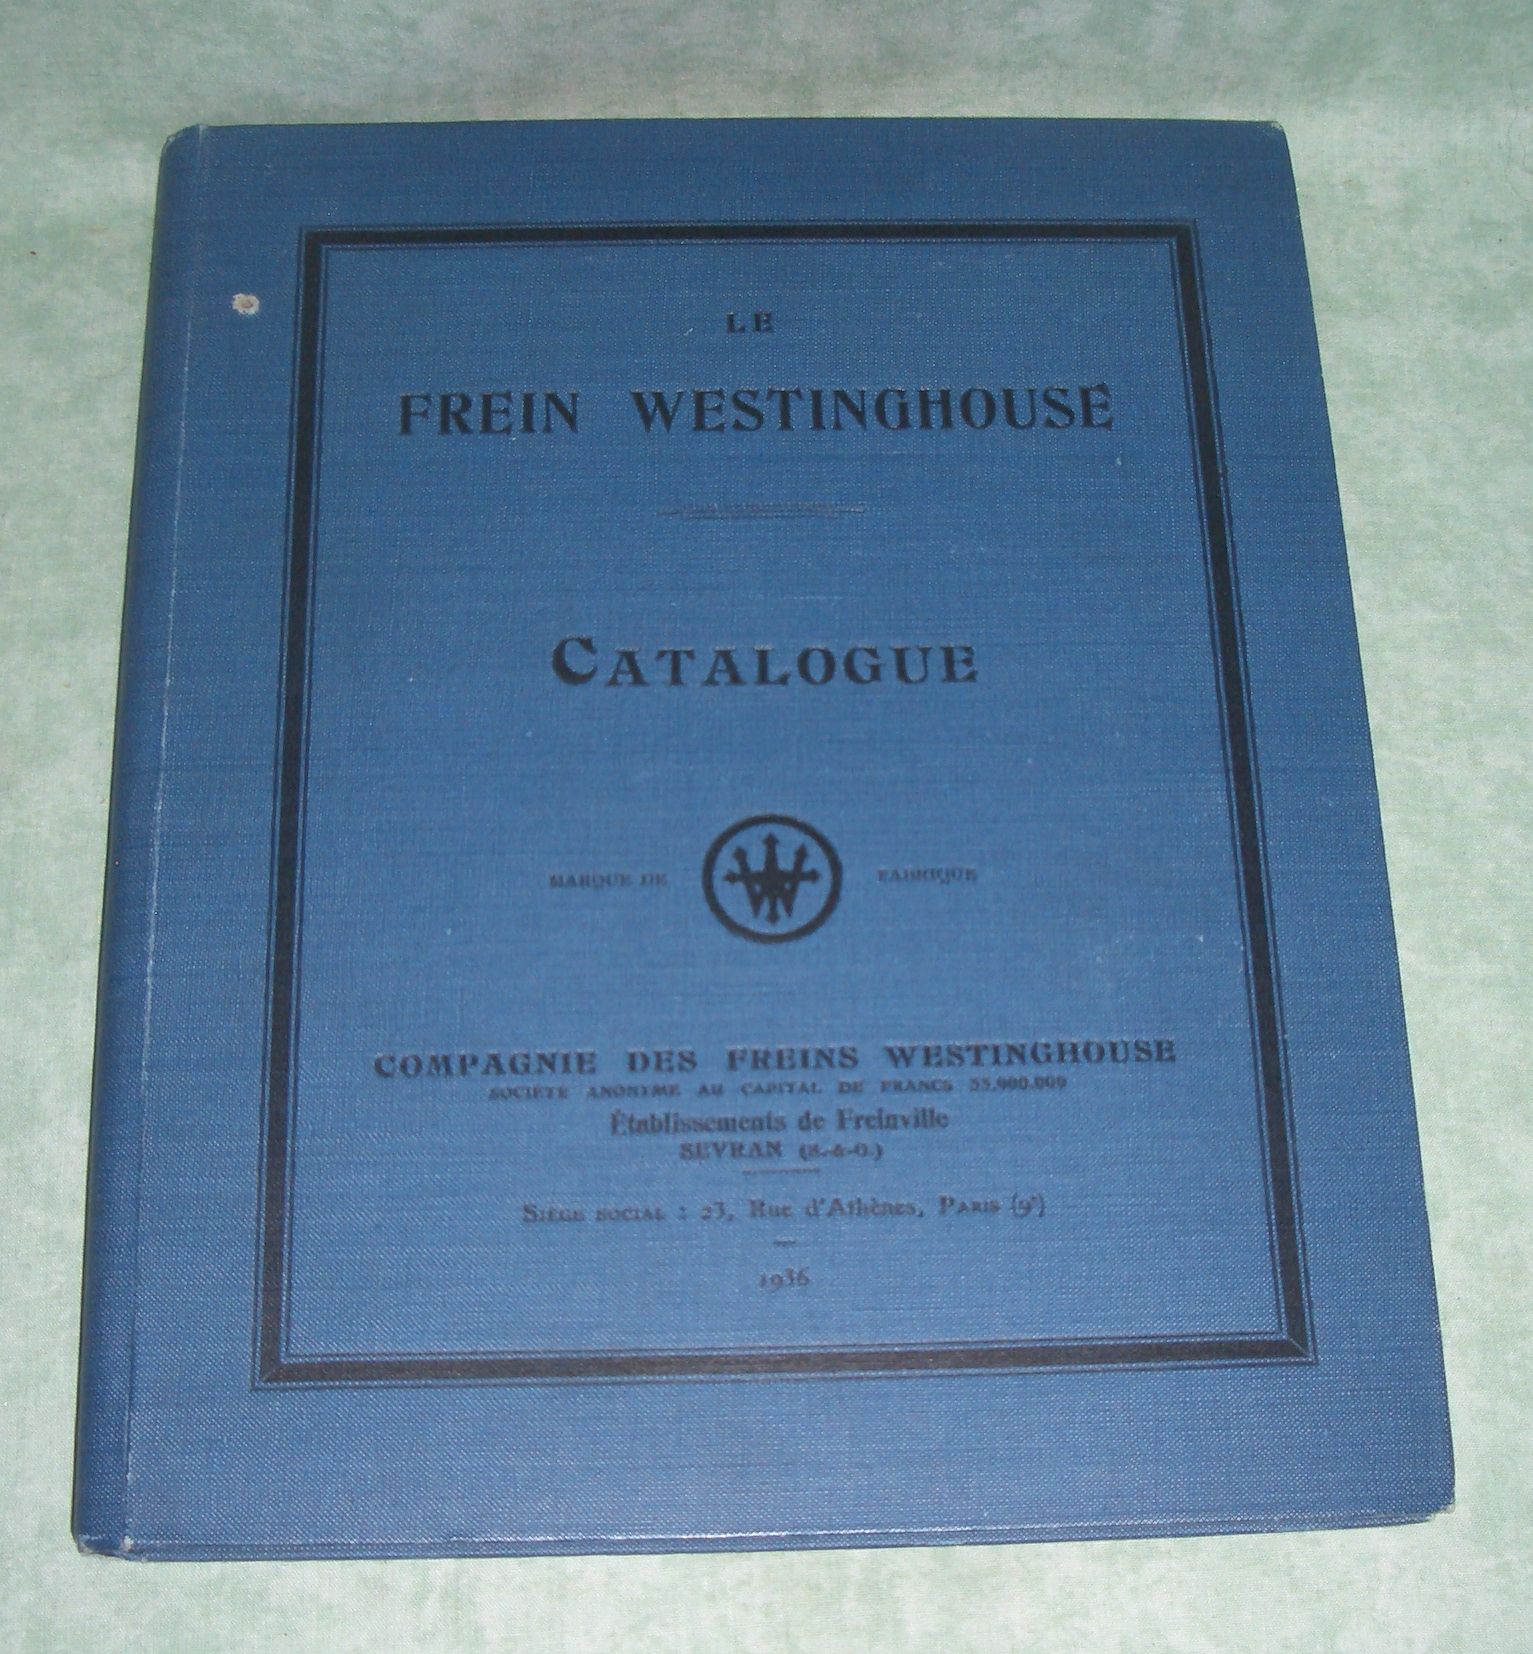 LE
FREIN WESTINGHOUSE
CATALOGUE
MARQUE DE W FABRIQUE
COMPAGNIE DES FREINS WESTINGHOUSE
SOCIÉTÉ ANONYME AU CAPITAL DE FRANCS
Établissements de Freinville
SEVRAN (S.-&-O.)
SIÈGE SOCIAL : 23, Rue d'Athènes, PARIS (9e)
1936